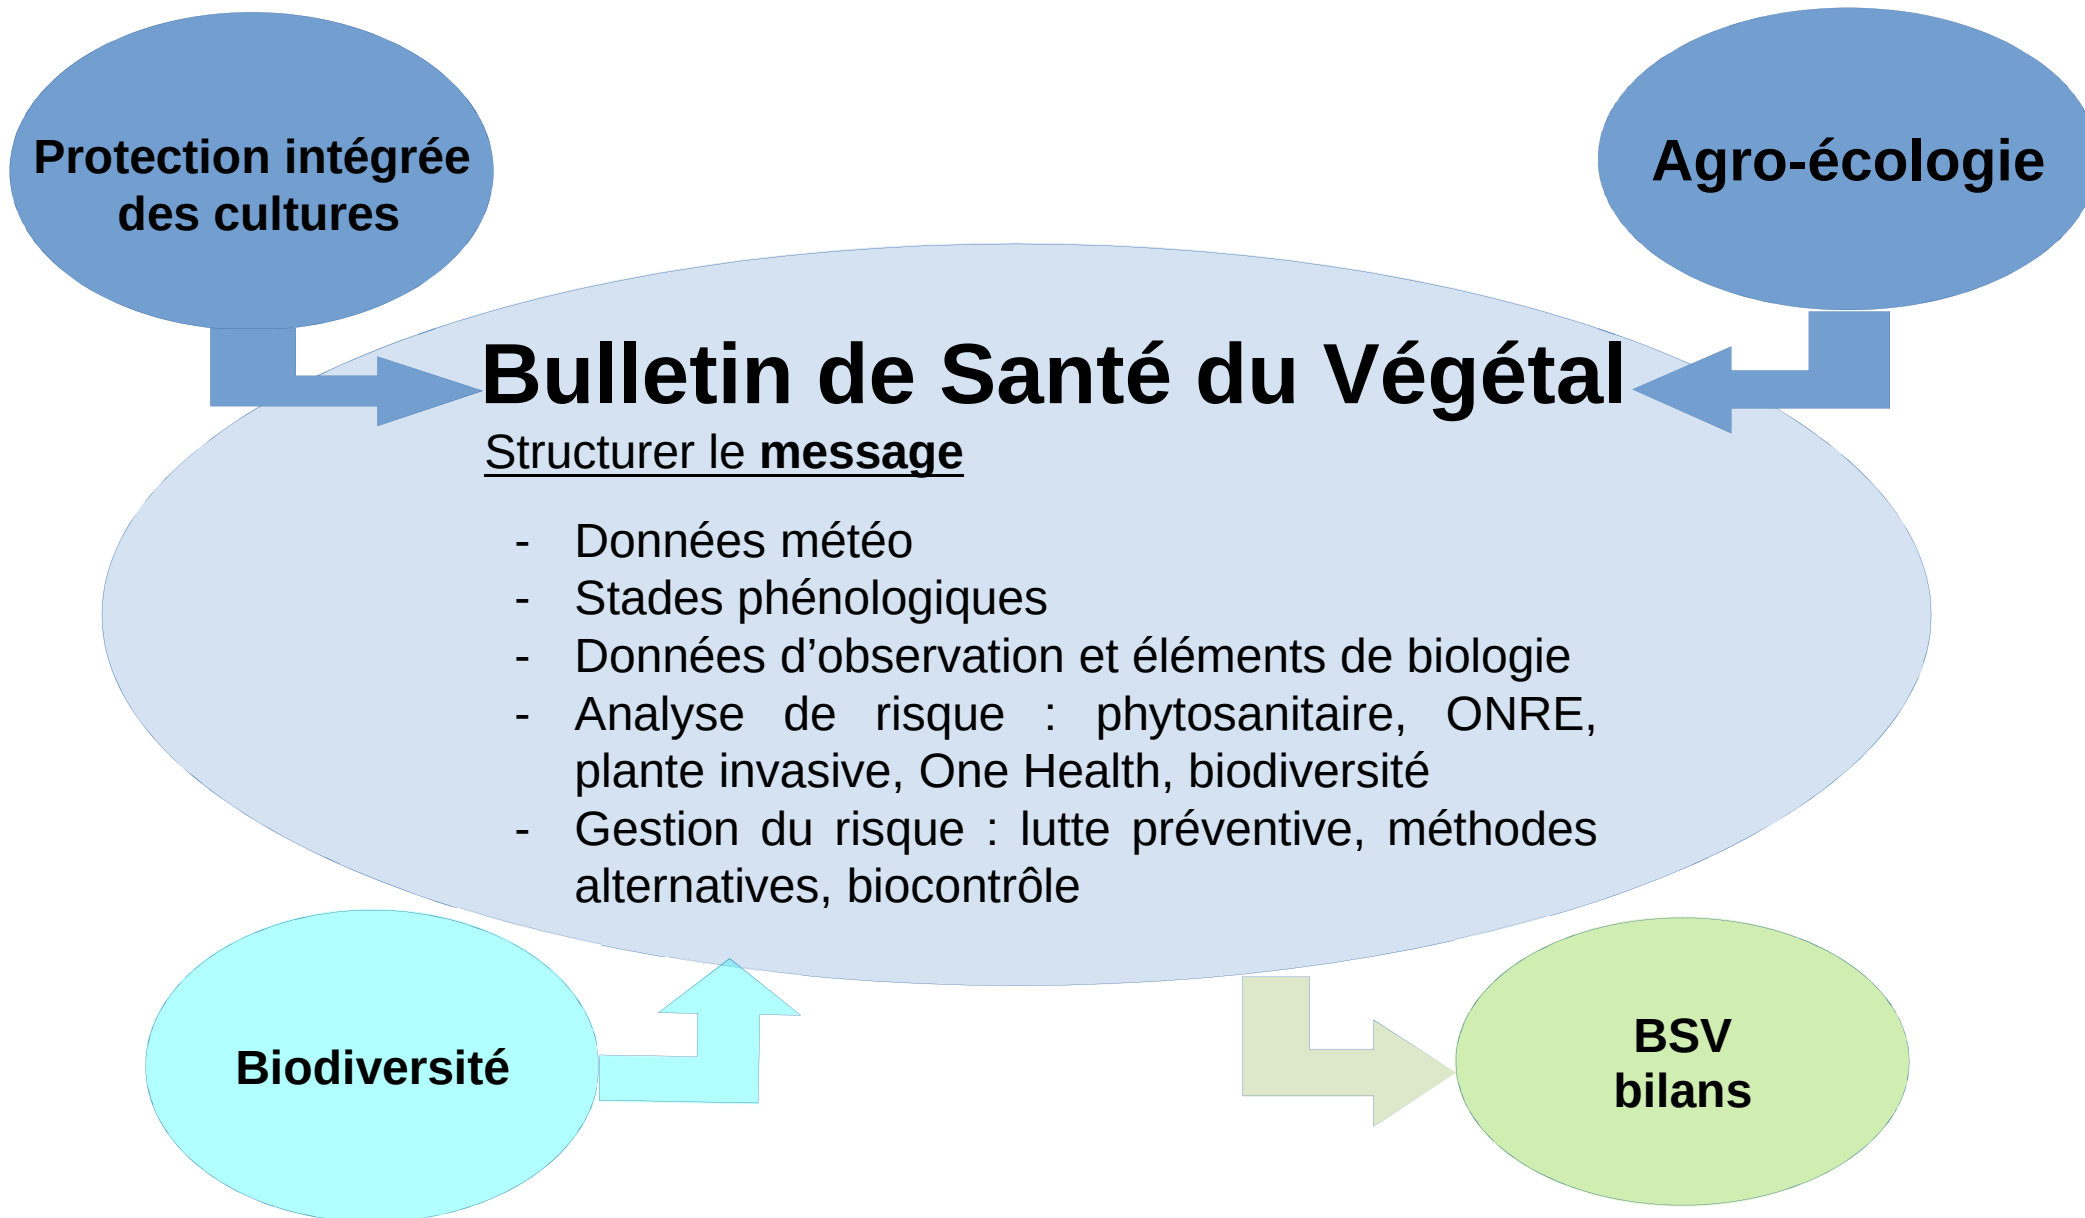 Protection intégrée
des cultures
Agro-écologie
Bulletin de Santé du Végétal
Structurer le message
- Données météo
- Stades phénologiques
- Données d’observation et éléments de biologie
- Analyse de risque : phytosanitaire, ONRE,
plante invasive, One Health, biodiversité
- Gestion du risque : lutte préventive, méthodes
alternatives, biocontrôle
Biodiversité
BSV
bilans